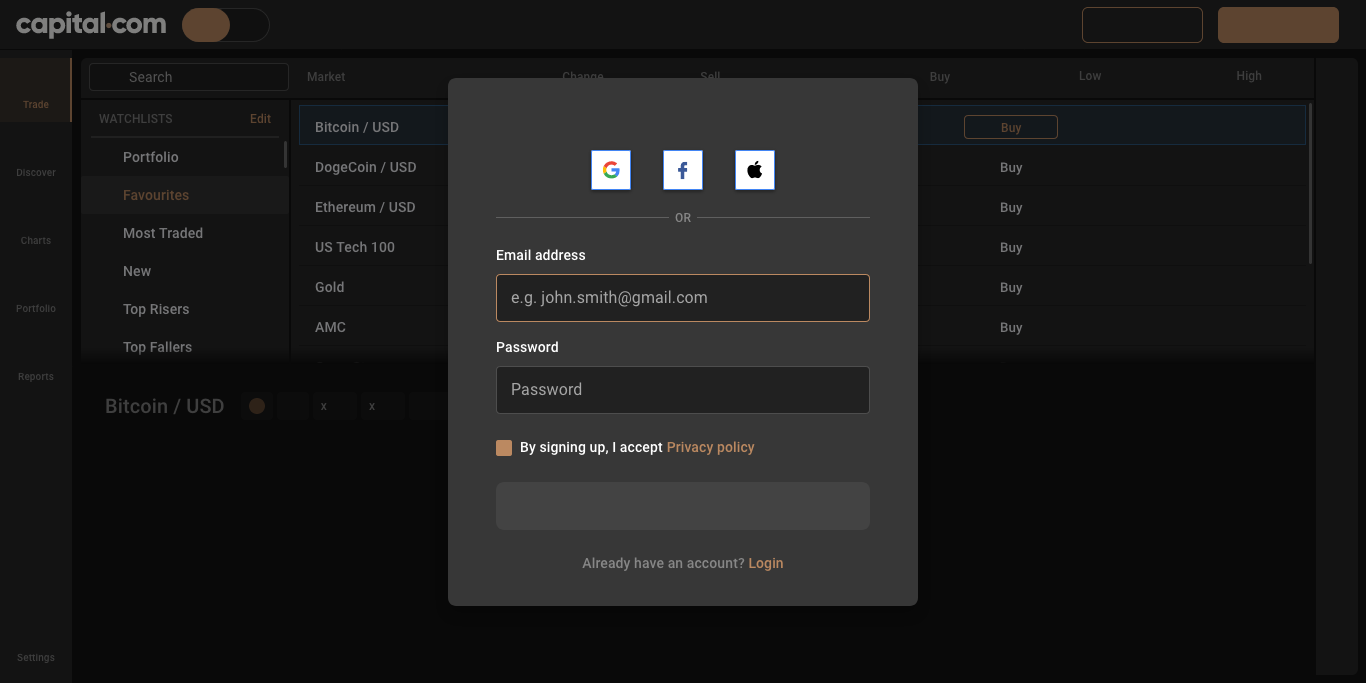 capital.com
Search
Market
Change
Sell
Buy
Low
High
Trade
Discover
Charts
Portfolio
Reports
Settings
WATCHLISTS Edit
Portfolio
Favourites
Most Traded
New
Top Risers
Top Fallers
Bitcoin / USD Buy
DogeCoin / USD Buy
Ethereum / USD Buy
US Tech 100 Buy
Gold Buy
AMC Buy
Bitcoin / USD x x
OR
Email address
e.g. john.smith@gmail.com
Password
Password
By signing up, I accept Privacy policy
Already have an account? Login